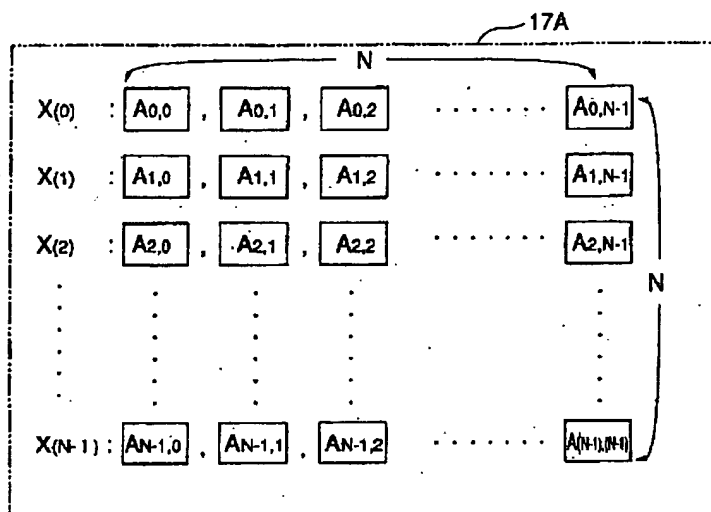 17A
N
X(0) : A0,0 , A0,1 , A0,2 ········ A0,N-1
X(1) : A1,0 , A1,1 , A1,2 ········ A1,N-1
X(2) : A2,0 , A2,1 , A2,2 ········ A2,N-1
N
X(N-1) : AN-1,0 , AN-1,1 , AN-1,2 ········ A(N-1),(N-1)